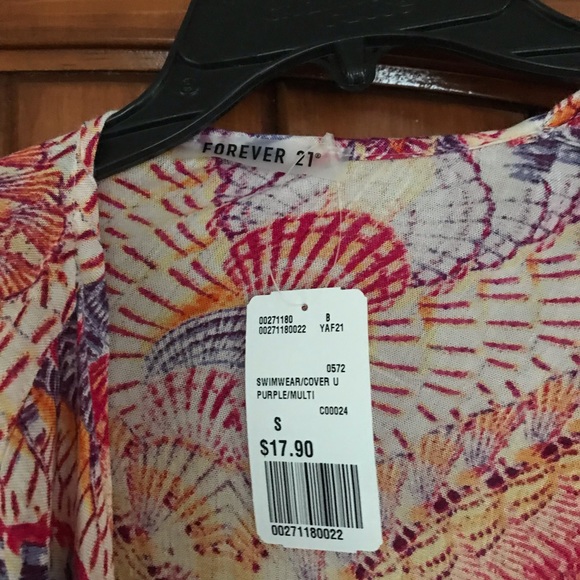 FOREVER 21®
00271180 B
00271180022 YAF21
0572
SWIMWEAR/COVER U
PURPLE/MULTI
C00024
S
$17.90
00271180022